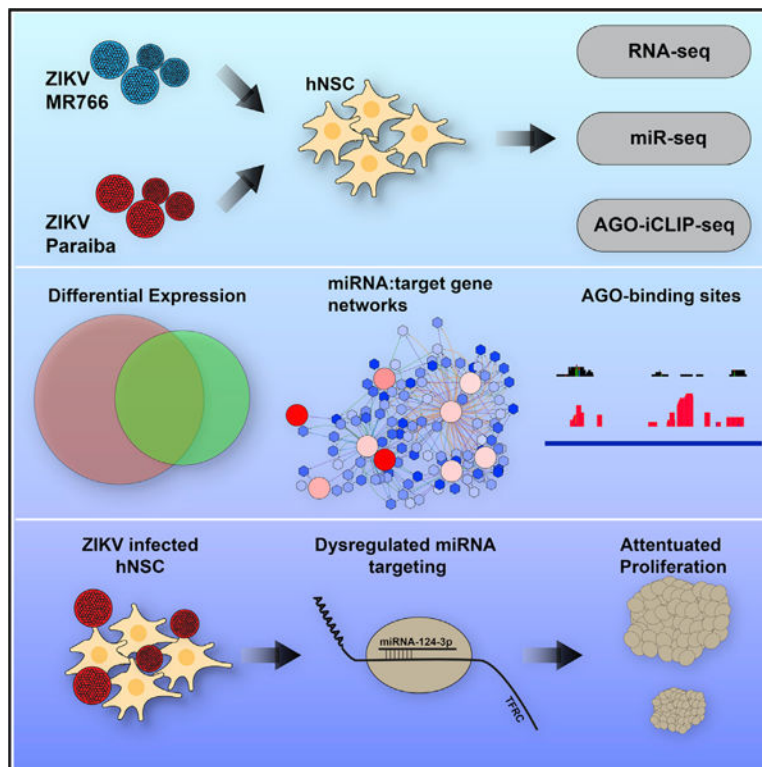 ZIKV
MR766
hNSC
RNA-seq
miR-seq
ZIKV
Paraiba
AGO-iCLIP-seq
Differential Expression
miRNA:target gene
networks
AGO-binding sites
ZIKV infected
hNSC
Dysregulated miRNA
targeting
Attentuated
Proliferation
AAAAAAA
miRNA-124-3p
TFRC